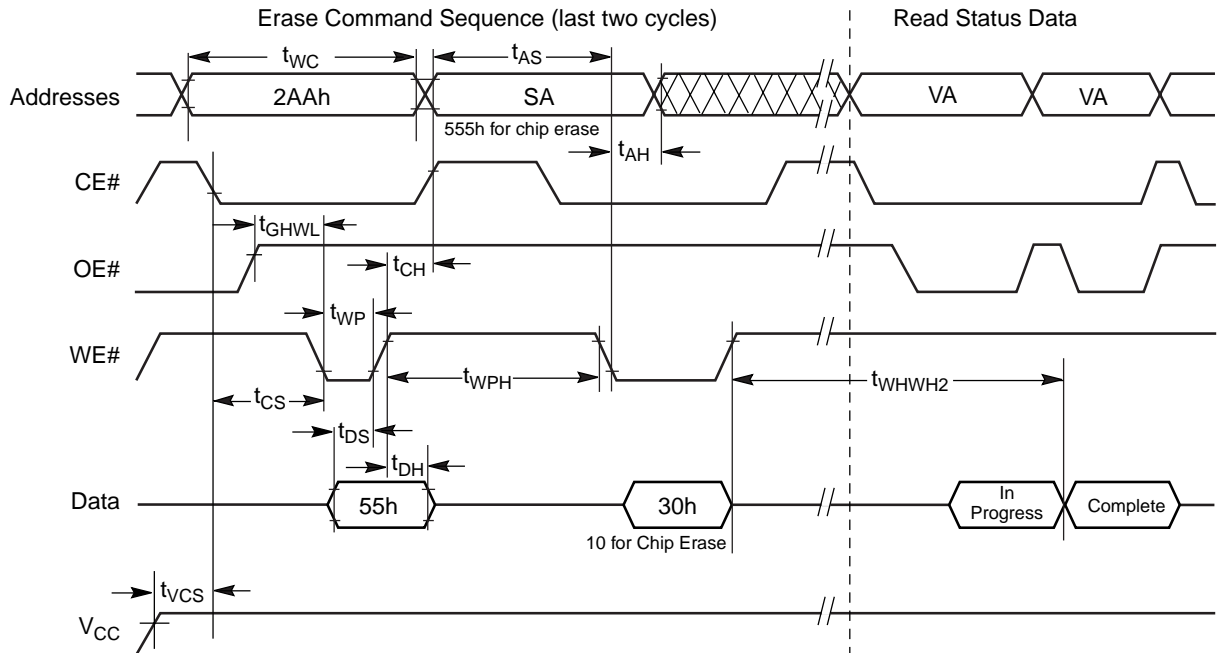 Erase Command Sequence (last two cycles)
Read Status Data
tWC
tAS
Addresses
2AAh
SA
VA
VA
555h for chip erase
tAH
CE#
tGHWL
OE#
tCH
tWP
WE#
tWPH
tWHWH2
tCS
tDS
tDH
Data
55h
30h
In
Progress
Complete
10 for Chip Erase
tVCS
VCC